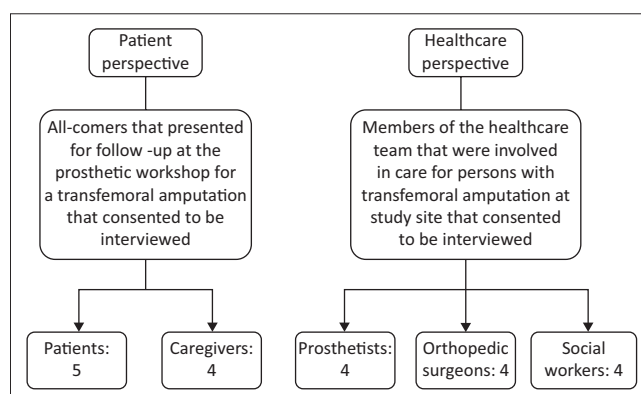 Patient
perspective
Healthcare
perspective
All-comers that presented
for follow -up at the
prosthetic workshop for
a transfemoral amputation
that consented to be
interviewed
Members of the healthcare
team that were involved
in care for persons with
transfemoral amputation at
study site that consented
to be interviewed
Patients:
5
Caregivers:
4
Prosthetists:
4
Orthopedic
surgeons: 4
Social
workers: 4